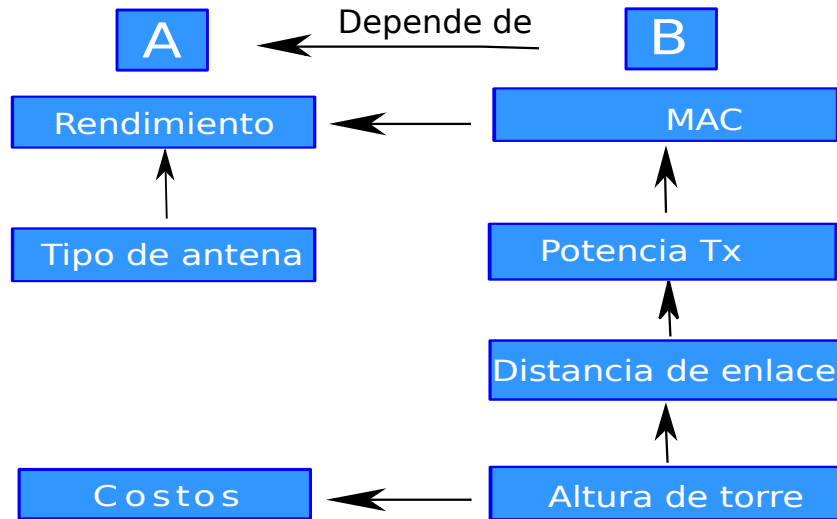 A
Depende de
B
Rendimiento
MAC
Tipo de antena
Potencia Tx
Distancia de enlace
Costos
Altura de torre